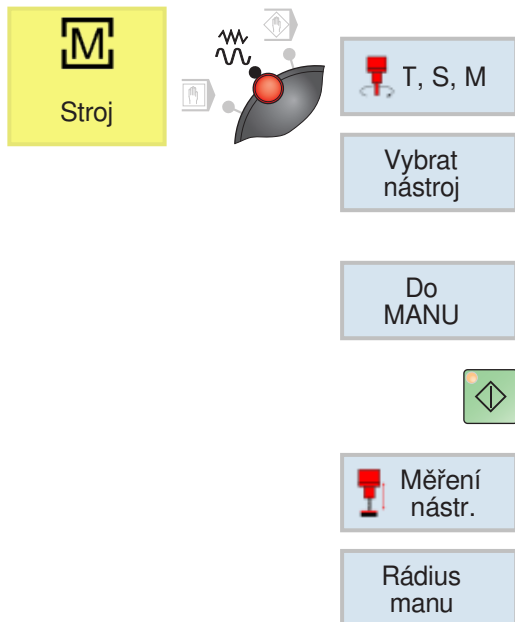 M
Stroj
T, S, M
Vybrat
nástroj
Do
MANU
Měření
nástr.
Rádius
manu